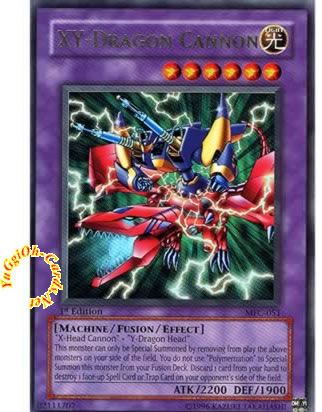 XY-Dragon Cannon
LIGHT
光
YuGgiOh-Cards.Net
1st Edition
MFC-051
[Machine / Fusion / Effect]
"X-Head Cannon" + "Y-Dragon Head"
This monster can only be Special Summoned by removing from play the above
monsters on your side of the field. (You do not use "Polymerization" to Special
Summon this monster from your Fusion Deck. Discard 1 card from your hand to
destroy 1 face-up Spell Card or Trap Card on your opponent's side of the field.
ATK/2200 DEF/1900
©1996 KAZUKI TAKAHASHI